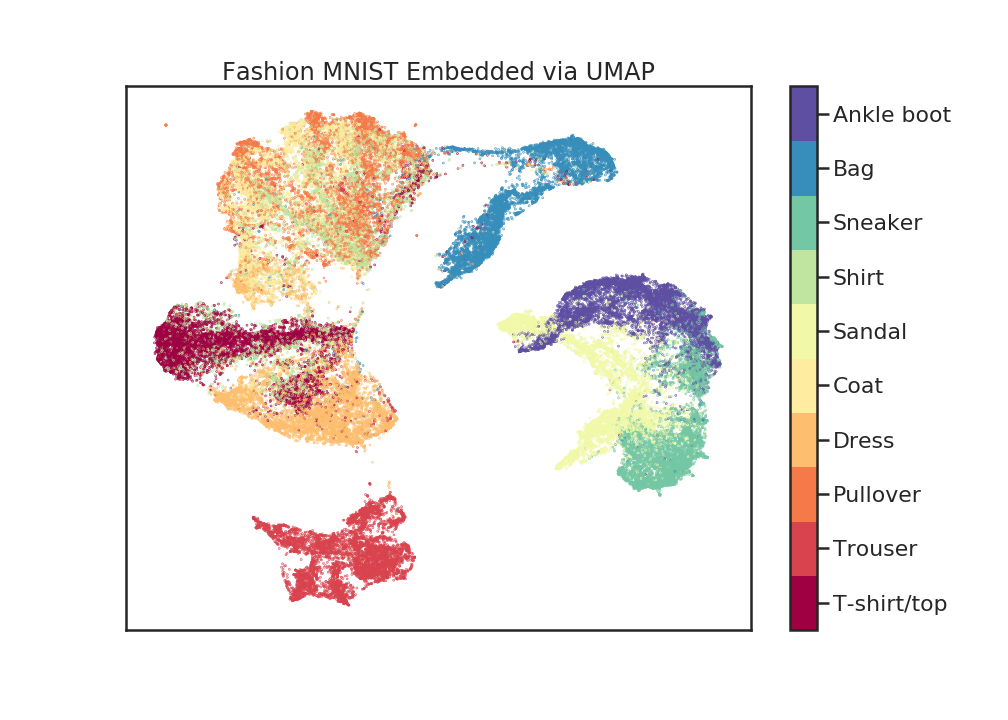 Fashion MNIST Embedded via UMAP
Ankle boot
Bag
Sneaker
Shirt
Sandal
Coat
Dress
Pullover
Trouser
T-shirt/top